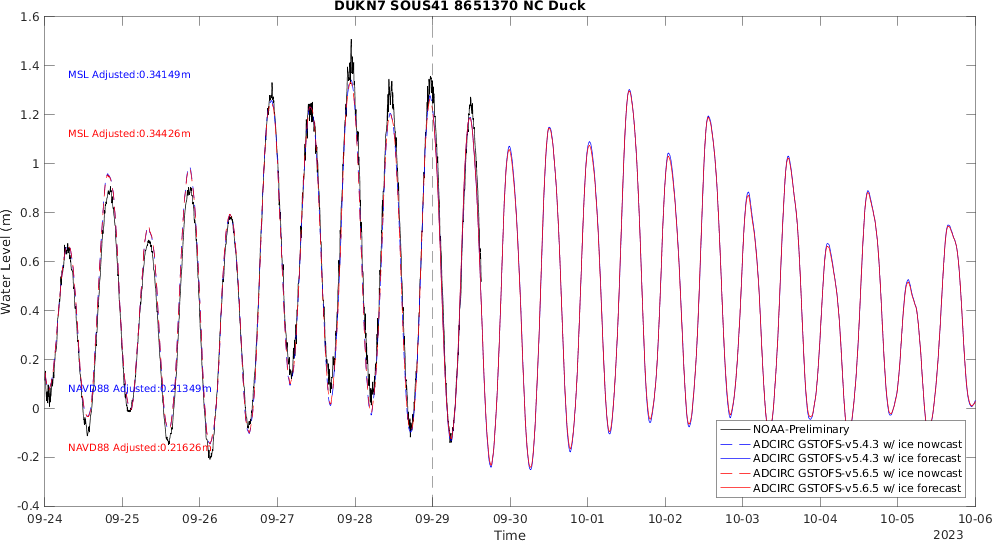 DUKN7 SOUS41 8651370 NC Duck
1.6
1.4
1.2
1
0.8
0.6
0.4
0.2
0
-0.2
-0.4
Water Level (m)
MSL Adjusted:0.34149m
MSL Adjusted:0.34426m
NAVD88 Adjusted:0.21349m
NAVD88 Adjusted:0.21626m
NOAA-Preliminary
ADCIRC GSTOFS-v5.4.3 w/ ice nowcast
ADCIRC GSTOFS-v5.4.3 w/ ice forecast
ADCIRC GSTOFS-v5.6.5 w/ ice nowcast
ADCIRC GSTOFS-v5.6.5 w/ ice forecast
09-24 09-25 09-26 09-27 09-28 09-29 09-30 10-01 10-02 10-03 10-04 10-05 10-06
Time
2023